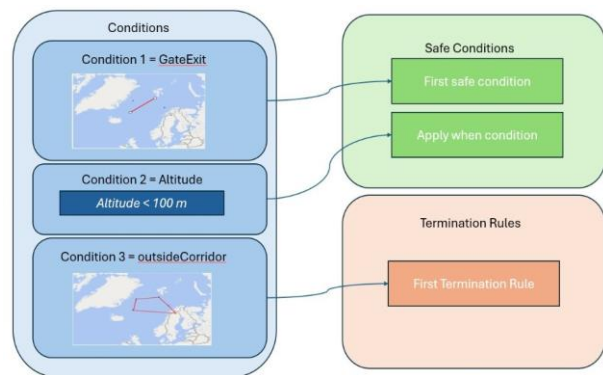 Conditions
Condition 1 = GateExit
Condition 2 = Altitude
Altitude < 100 m
Condition 3 = outsideCorridor
Safe Conditions
First safe condition
Apply when condition
Termination Rules
First Termination Rule